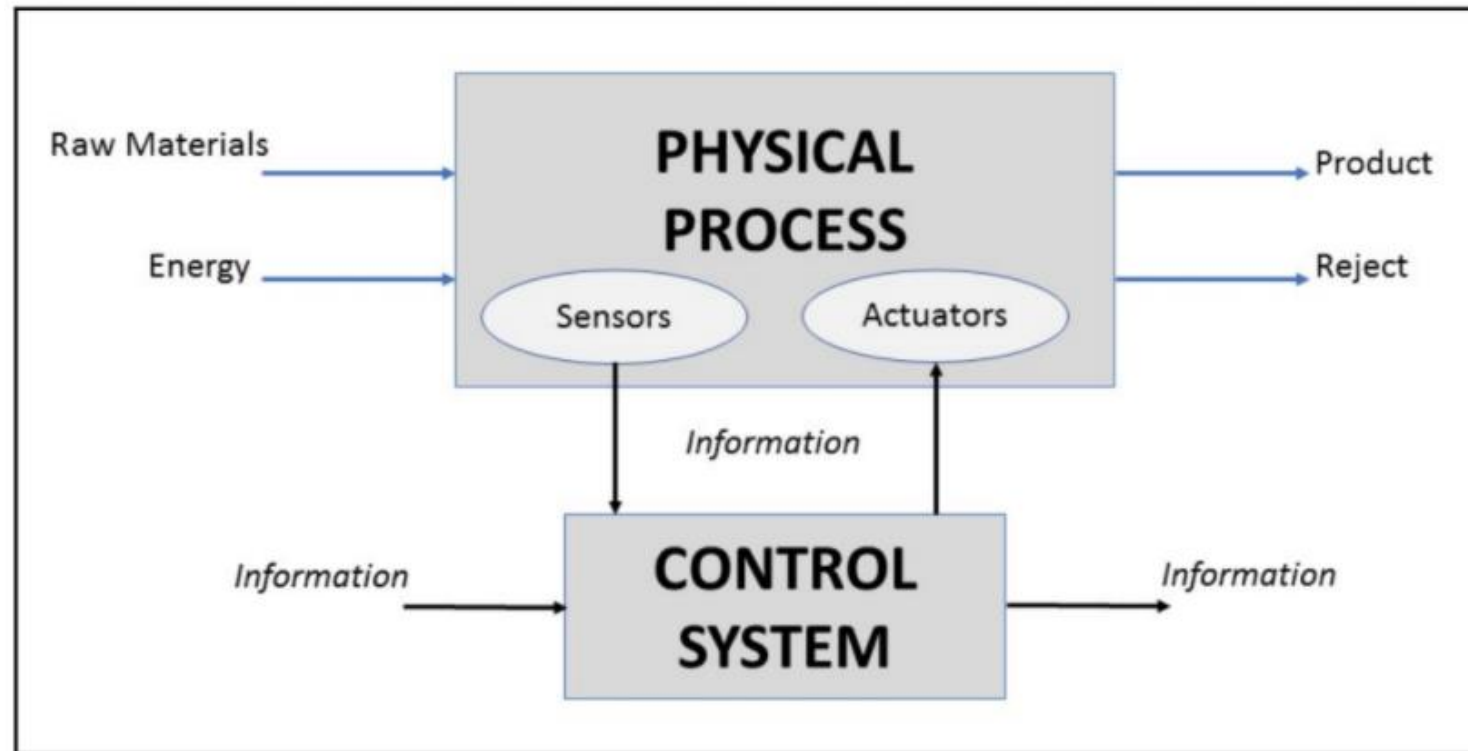 PHYSICAL
PROCESS
Raw Materials
Product
Energy
Reject
Sensors
Actuators
Information
CONTROL
SYSTEM
Information
Information